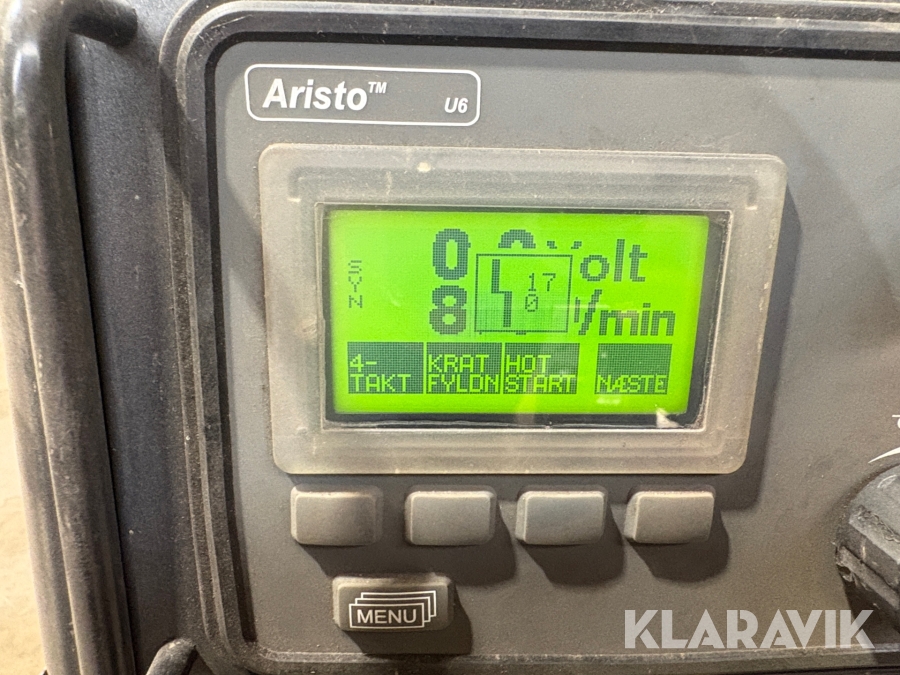 Aristo™ U6
SYN
0 Volt
17
0
8 /min
4-
TAKT
KRAT
FYLDN
HOT
START
NÆSTE
MENU
KLARAVIK